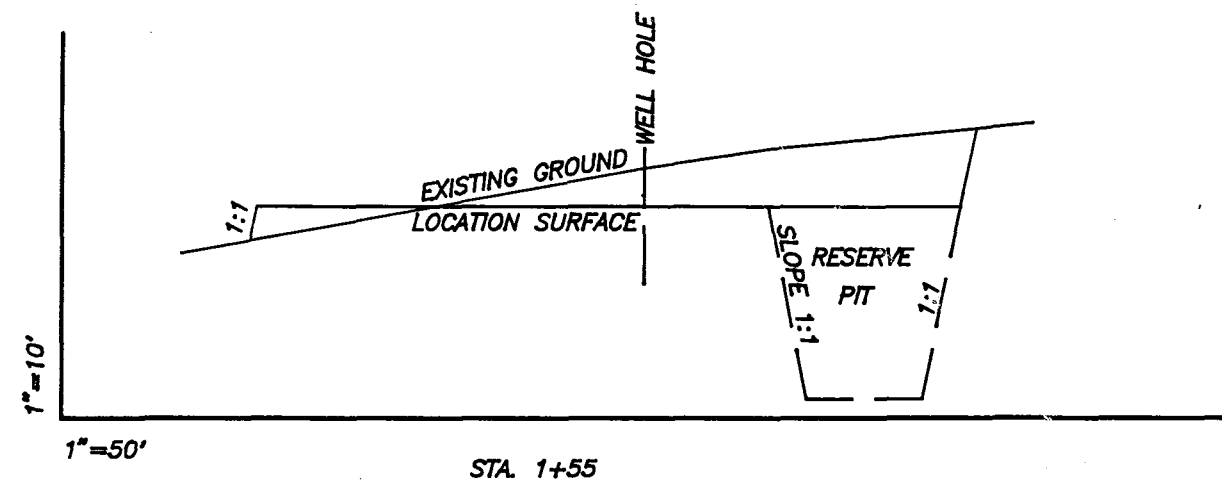 WELL HOLE
EXISTING GROUND
1:1
LOCATION SURFACE
SLOPE 1:1
RESERVE
PIT
1:1
1"=10'
1"=50'
STA. 1+55